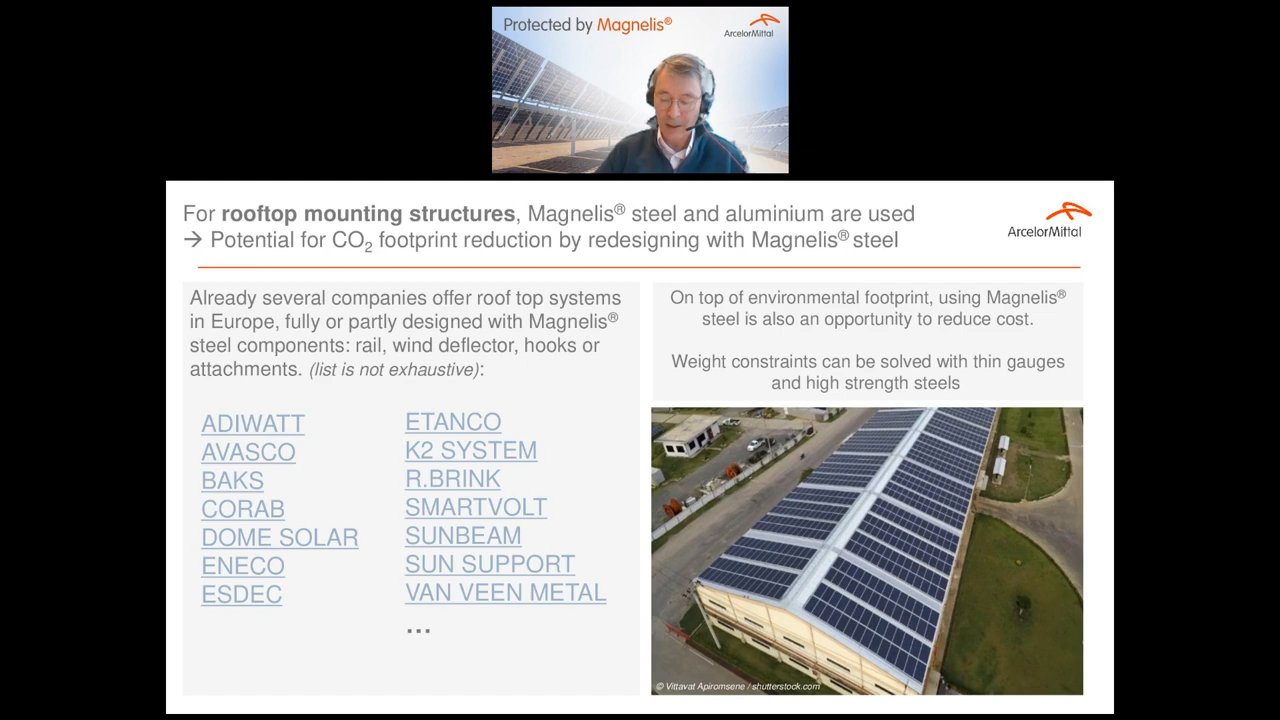 Protected by Magnelis®
ArcelorMittal
For rooftop mounting structures, Magnelis® steel and aluminium are used
→ Potential for CO₂ footprint reduction by redesigning with Magnelis® steel
ArcelorMittal
Already several companies offer roof top systems
in Europe, fully or partly designed with Magnelis®
steel components: rail, wind deflector, hooks or
attachments. (list is not exhaustive):
ADIWATT
AVASCO
BAKS
CORAB
DOME SOLAR
ENECO
ESDEC
ETANCO
K2 SYSTEM
R.BRINK
SMARTVOLT
SUNBEAM
SUN SUPPORT
VAN VEEN METAL
...
On top of environmental footprint, using Magnelis®
steel is also an opportunity to reduce cost.
Weight constraints can be solved with thin gauges
and high strength steels
© Vittavat Apiromsene / shutterstock.com